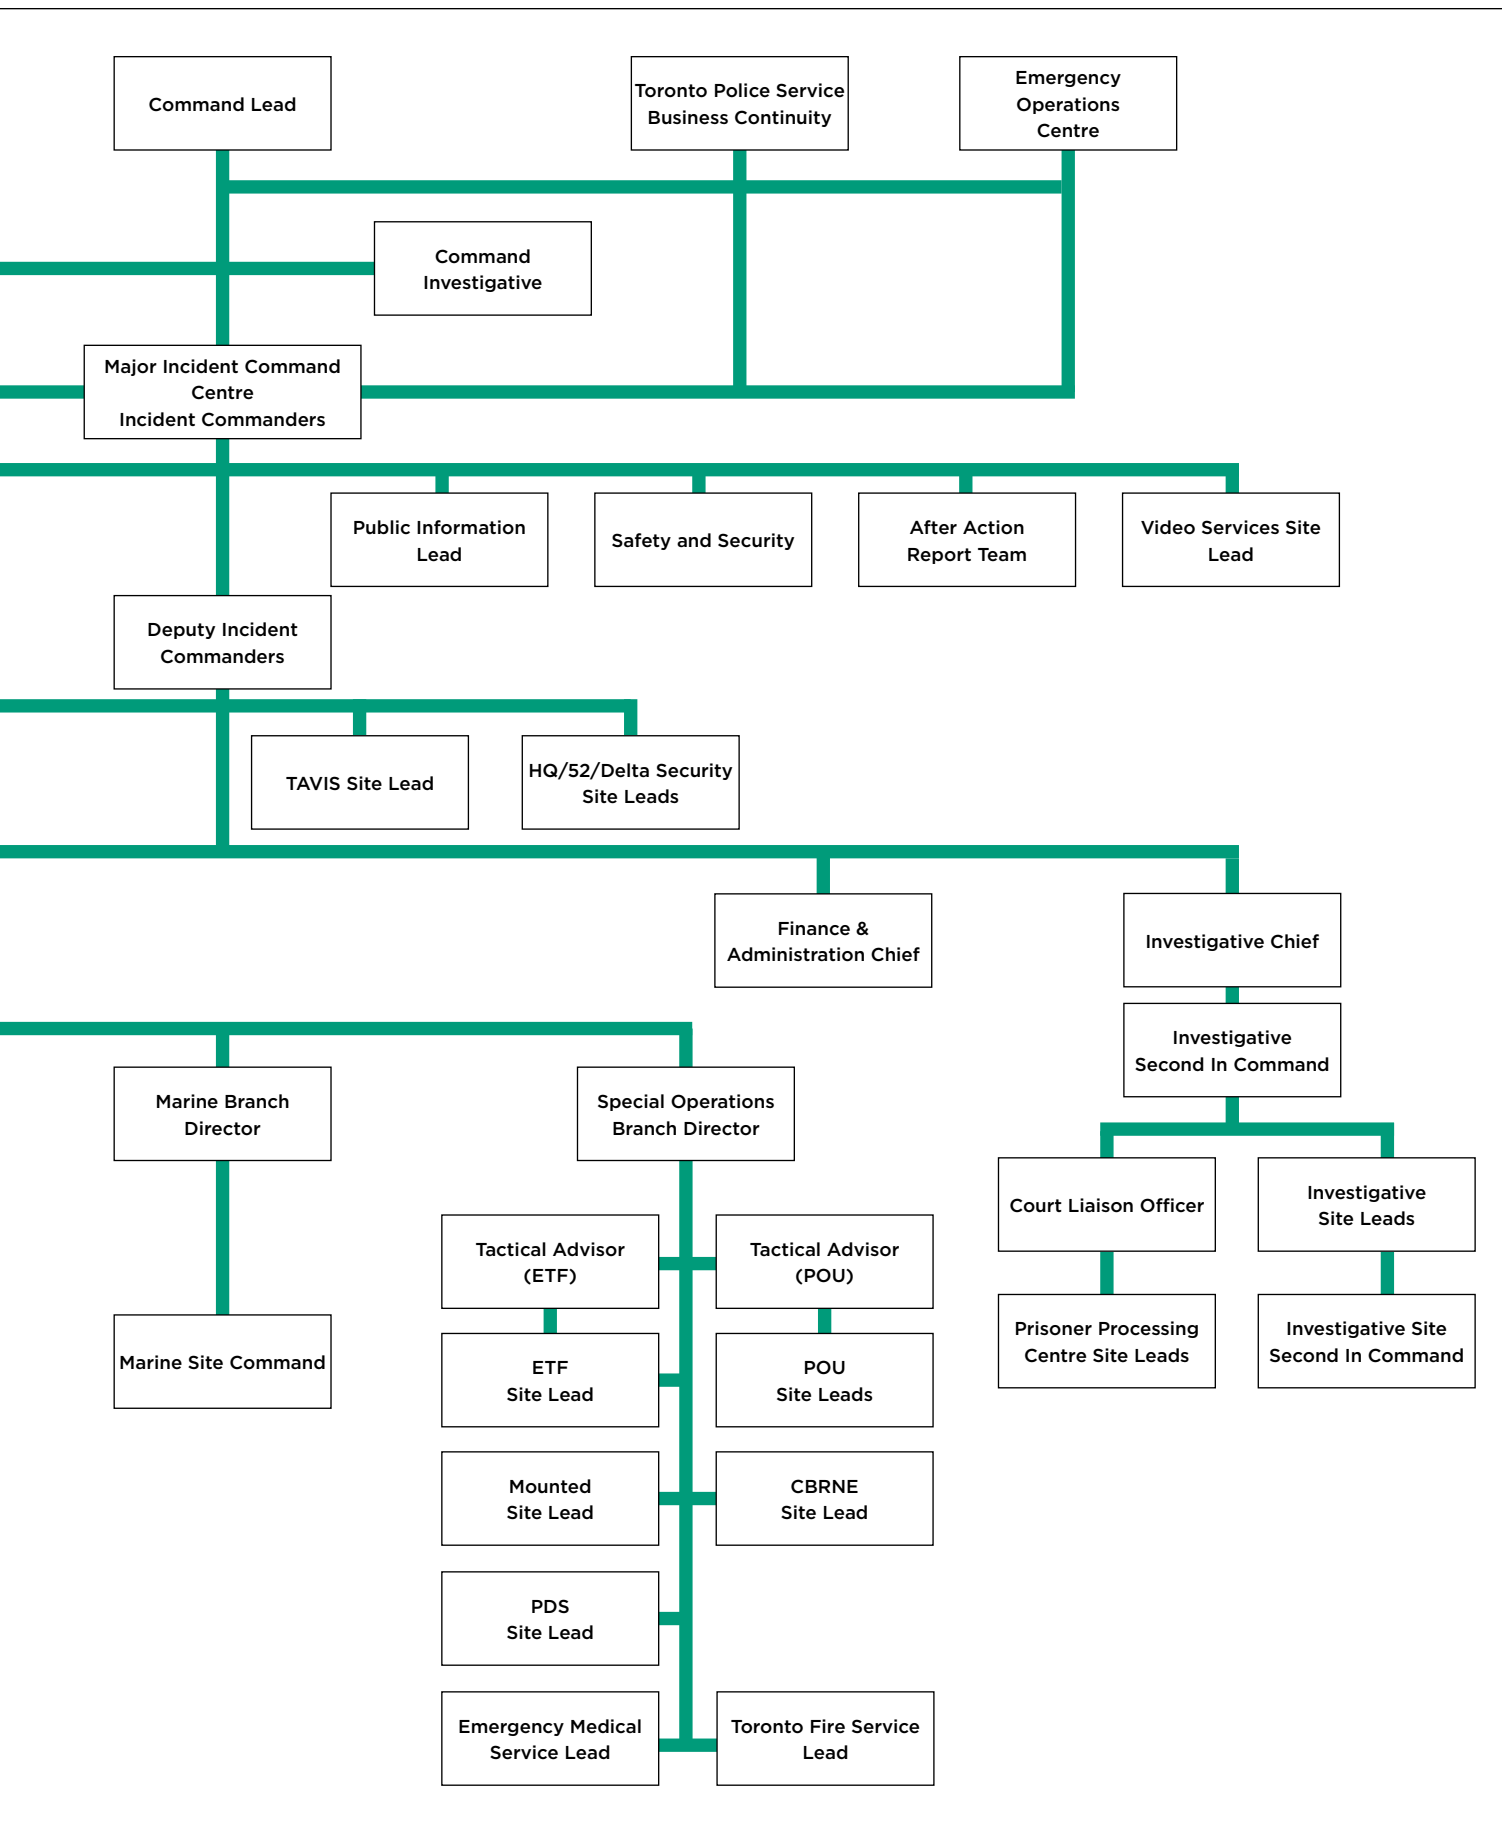 Command Lead
Toronto Police Service
Business Continuity
Emergency
Operations
Centre
Command
Investigative
Major Incident Command
Centre
Incident Commanders
Public Information
Lead
Safety and Security
After Action
Report Team
Video Services Site
Lead
Deputy Incident
Commanders
TAVIS Site Lead
HQ/52/Delta Security
Site Leads
Finance &
Administration Chief
Investigative Chief
Investigative
Second In Command
Marine Branch
Director
Special Operations
Branch Director
Court Liaison Officer
Investigative
Site Leads
Tactical Advisor
(ETF)
Tactical Advisor
(POU)
Prisoner Processing
Centre Site Leads
Investigative Site
Second In Command
Marine Site Command
ETF
Site Lead
POU
Site Leads
Mounted
Site Lead
CBRNE
Site Lead
PDS
Site Lead
Emergency Medical
Service Lead
Toronto Fire Service
Lead